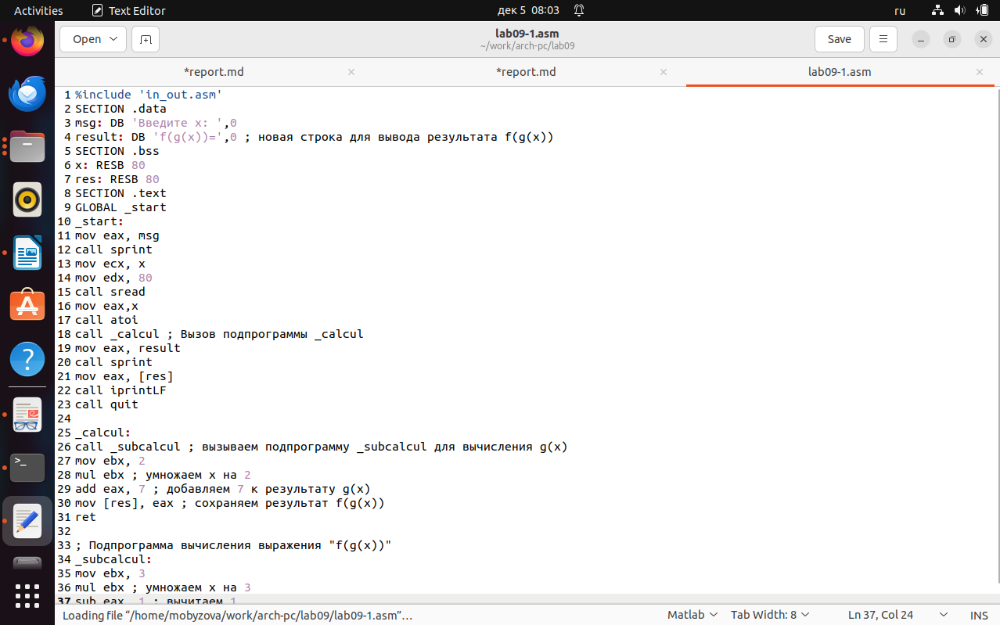 Activities Text Editor дек 5 08:03 ru
Open lab09-1.asm Save
~/work/arch-pc/lab09
*report.md *report.md lab09-1.asm
1 %include 'in_out.asm'
2 SECTION .data
3 msg: DB 'Введите x: ',0
4 result: DB 'f(g(x))=',0 ; новая строка для вывода результата f(g(x))
5 SECTION .bss
6 x: RESB 80
7 res: RESB 80
8 SECTION .text
9 GLOBAL _start
10 _start:
11 mov eax, msg
12 call sprint
13 mov ecx, x
14 mov edx, 80
15 call sread
16 mov eax,x
17 call atoi
18 call _calcul ; Вызов подпрограммы _calcul
19 mov eax, result
20 call sprint
21 mov eax, [res]
22 call iprintLF
23 call quit
24
25 _calcul:
26 call _subcalcul ; вызываем подпрограмму _subcalcul для вычисления g(x)
27 mov ebx, 2
28 mul ebx ; умножаем x на 2
29 add eax, 7 ; добавляем 7 к результату g(x)
30 mov [res], eax ; сохраняем результат f(g(x))
31 ret
32
33 ; Подпрограмма вычисления выражения "f(g(x))"
34 _subcalcul:
35 mov ebx, 3
36 mul ebx ; умножаем x на 3
37 sub eax, 1 ; вычитаем 1
Loading file “/home/mobyzova/work/arch-pc/lab09/lab09-1.asm”… Matlab Tab Width: 8 Ln 37, Col 24 INS